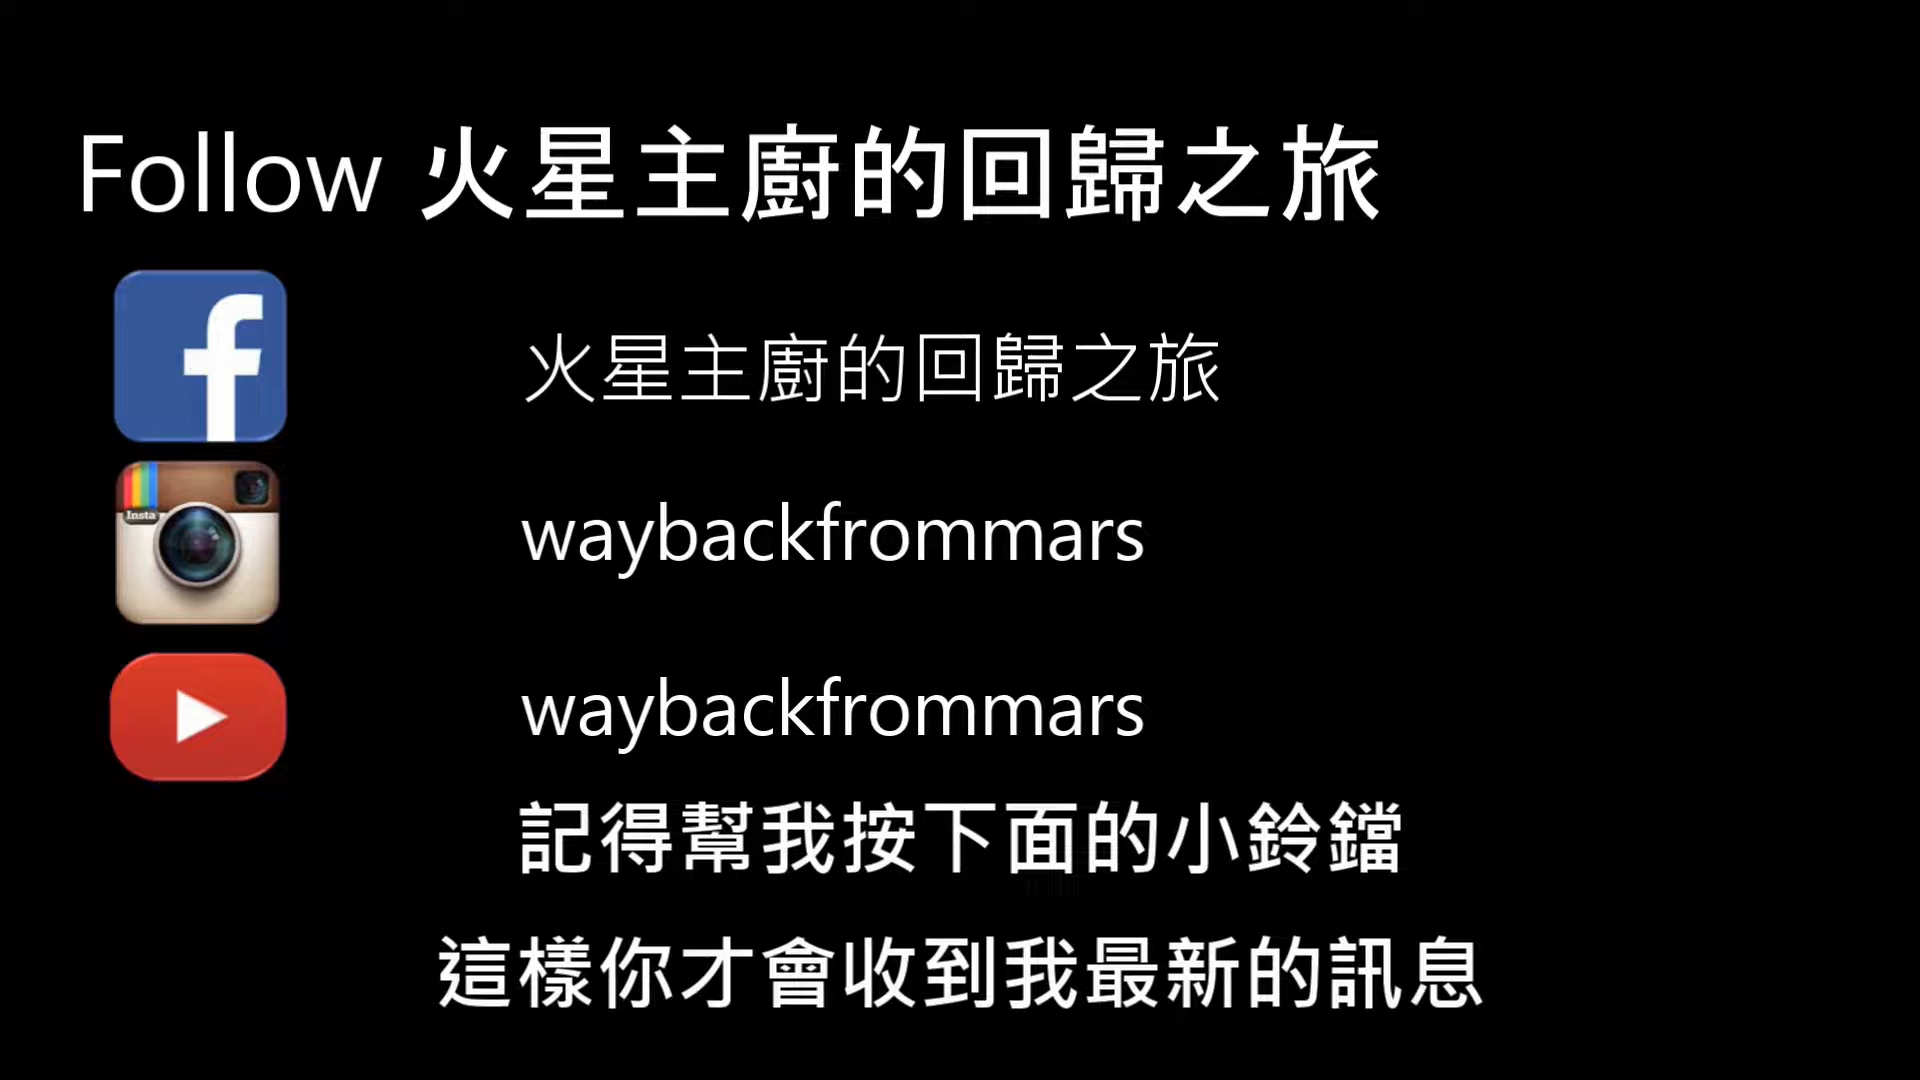 Follow 火星主廚的回歸之旅
火星主廚的回歸之旅
Insta
waybackfrommars
waybackfrommars
記得幫我按下面的小鈴鐺
這樣你才會收到我最新的訊息